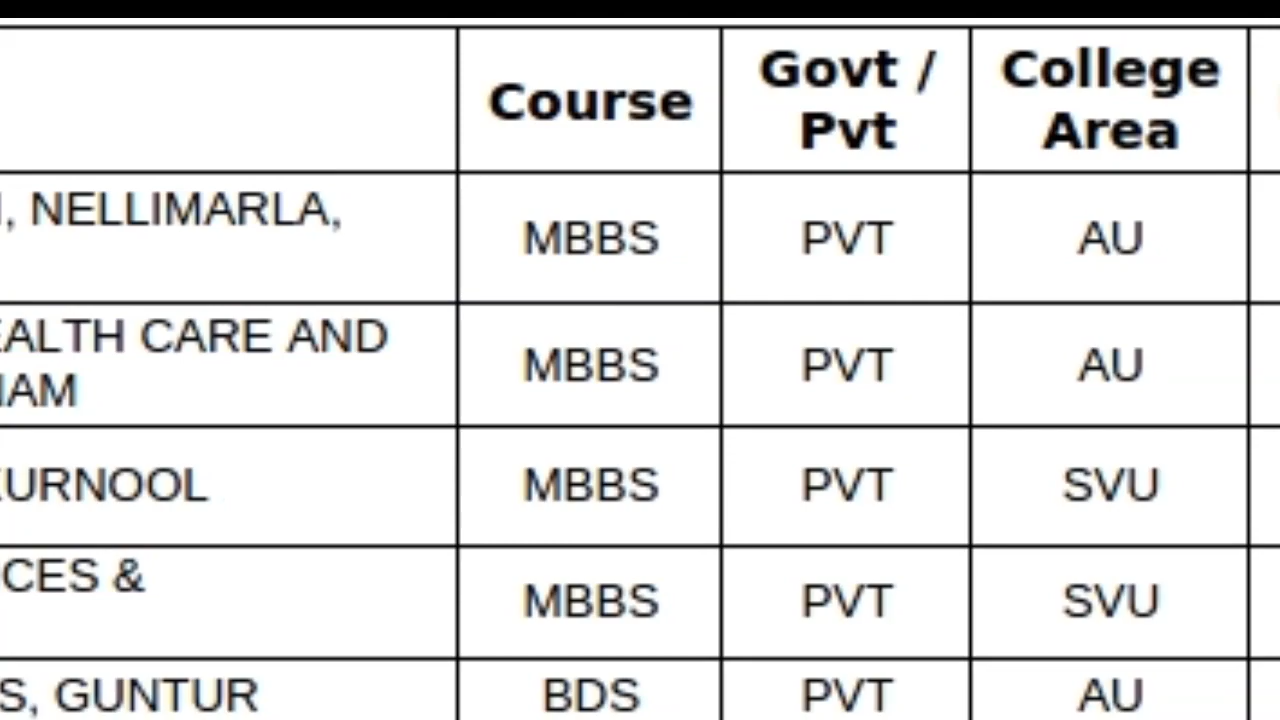 Course Govt / Pvt College Area
, NELLIMARLA, MBBS PVT AU
EALTH CARE AND
IAM MBBS PVT AU
KURNOOL MBBS PVT SVU
CES & MBBS PVT SVU
S, GUNTUR BDS PVT AU